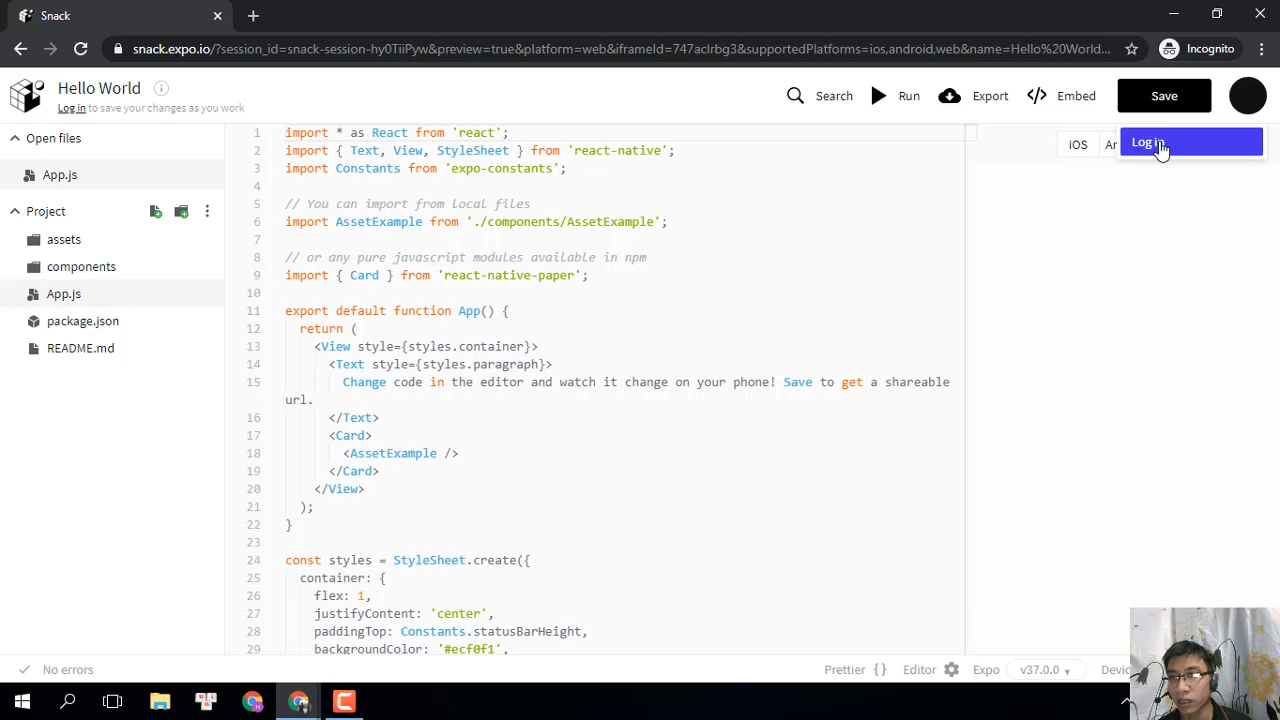 Snack
snack.expo.io/?session_id=snack-session-hy0TiiPyw&preview=true&platform=web&iframeId=747aclrbg3&supportedPlatforms=ios,android,web&name=Hello%20World...
Incognito
Hello World
Log in to save your changes as you work
Search
Run
Export
Embed
Save
Log in
iOS
Open files
App.js
Project
assets
components
App.js
package.json
README.md
1 import * as React from 'react';
2 import { Text, View, StyleSheet } from 'react-native';
3 import Constants from 'expo-constants';
4
5 // You can import from local files
6 import AssetExample from './components/AssetExample';
7
8 // or any pure javascript modules available in npm
9 import { Card } from 'react-native-paper';
10
11 export default function App() {
12 return (
13 <View style={styles.container}>
14 <Text style={styles.paragraph}>
15 Change code in the editor and watch it change on your phone! Save to get a shareable
url.
16 </Text>
17 <Card>
18 <AssetExample />
19 </Card>
20 </View>
21 );
22 }
23
24 const styles = StyleSheet.create({
25 container: {
26 flex: 1,
27 justifyContent: 'center',
28 paddingTop: Constants.statusBarHeight,
29 backgroundColor: '#ecf0f1',
No errors
Prettier {}
Editor
Expo
v37.0.0